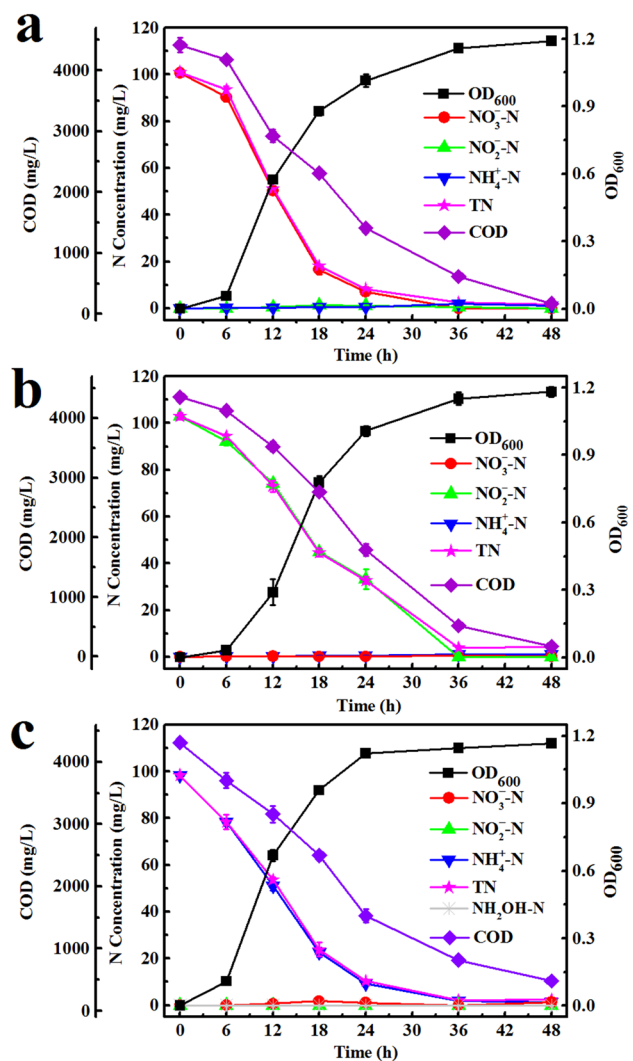 a
COD (mg/L)
4000
3000
2000
1000
0
N Concentration (mg/L)
120
100
80
60
40
20
0
OD600
NO3⁻-N
NO2⁻-N
NH4⁺-N
TN
COD
1.2
0.9
0.6
0.3
0.0
OD600
0 6 12 18 24 30 36 42 48
Time (h)
b
COD (mg/L)
4000
3000
2000
1000
0
N Concentration (mg/L)
120
100
80
60
40
20
0
OD600
NO3⁻-N
NO2⁻-N
NH4⁺-N
TN
COD
1.2
0.9
0.6
0.3
0.0
OD600
0 6 12 18 24 30 36 42 48
Time (h)
c
COD (mg/L)
4000
3000
2000
1000
0
N Concentration (mg/L)
120
100
80
60
40
20
0
OD600
NO3⁻-N
NO2⁻-N
NH4⁺-N
TN
NH2OH-N
COD
1.2
0.9
0.6
0.3
0.0
OD600
0 6 12 18 24 30 36 42 48
Time (h)